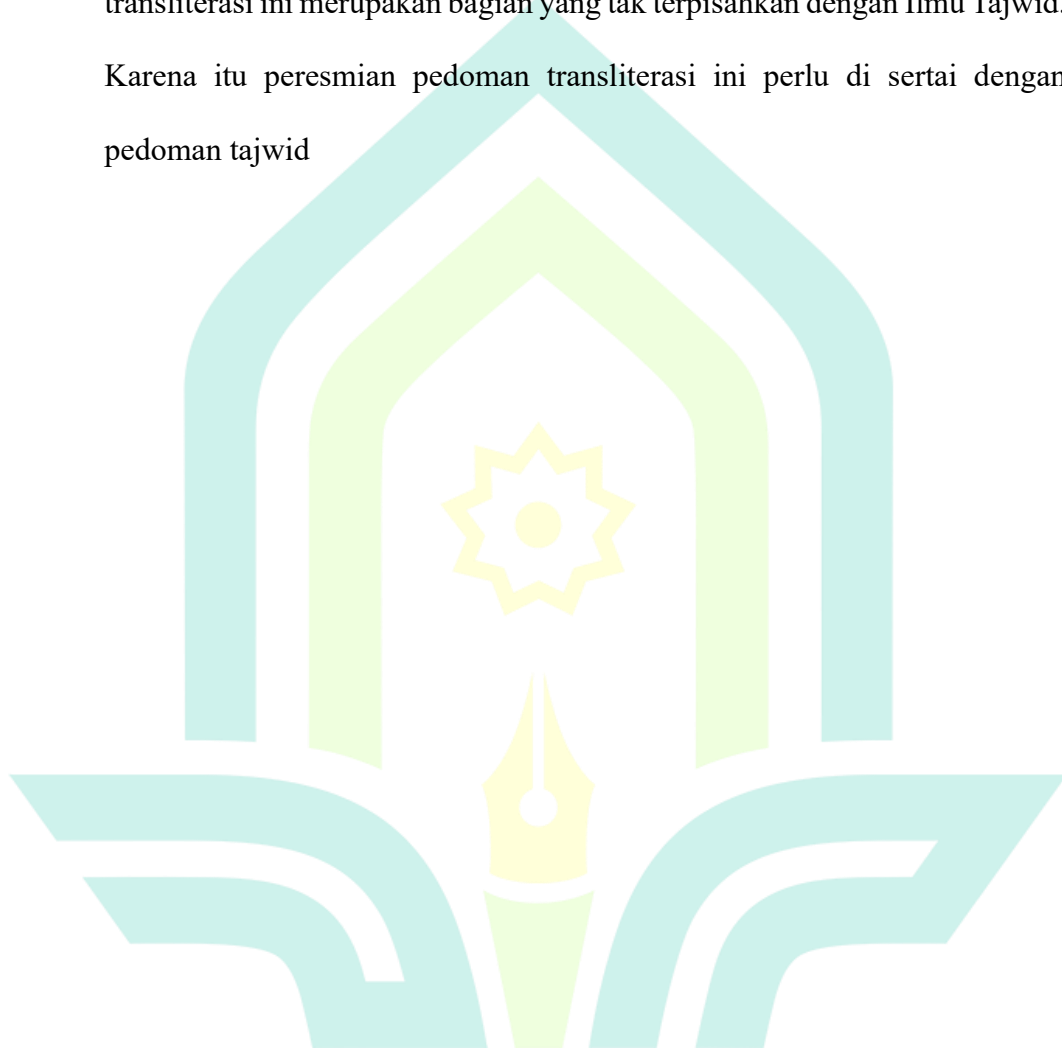 transliterasi ini merupakan bagian yang tak terpisahkan dengan Ilmu Tajwid.
Karena itu peresmian pedoman transliterasi ini perlu di sertai dengan
pedoman tajwid